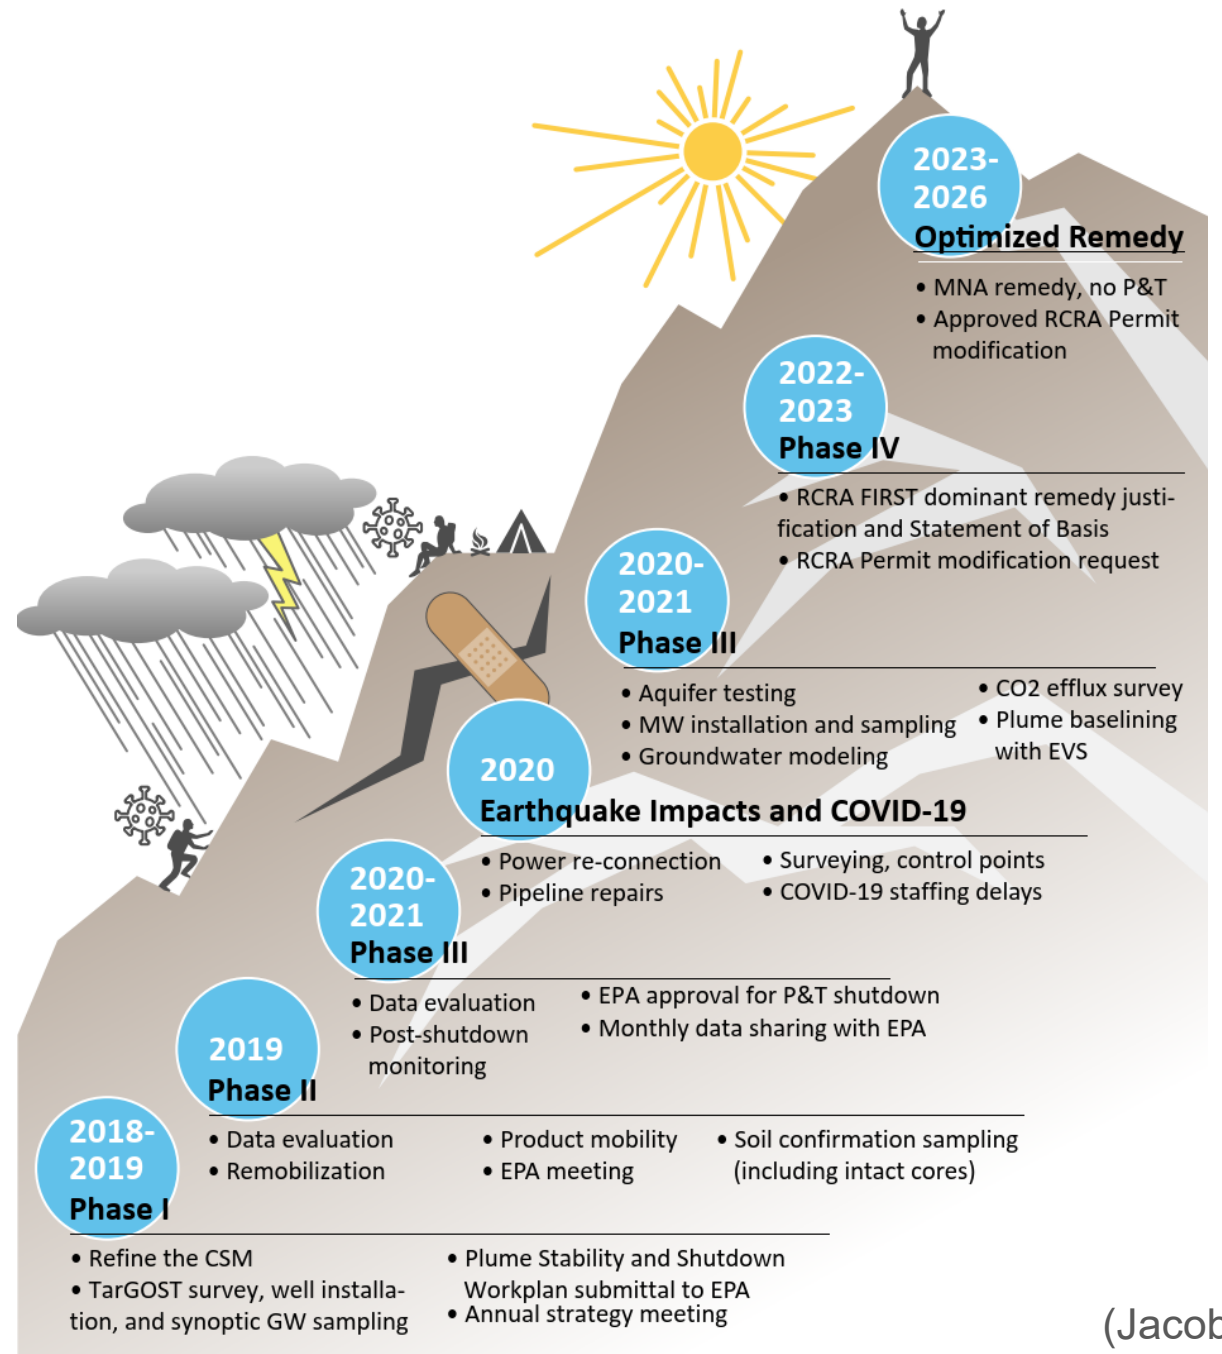 2023-
2026
Optimized Remedy
• MNA remedy, no P&T
• Approved RCRA Permit
modification
2022-
2023
Phase IV
• RCRA FIRST dominant remedy justi-
fication and Statement of Basis
• RCRA Permit modification request
2020-
2021
Phase III
• Aquifer testing
• MW installation and sampling
• Groundwater modeling
• CO2 efflux survey
• Plume baselining
with EVS
2020
Earthquake Impacts and COVID-19
• Power re-connection
• Pipeline repairs
• Surveying, control points
• COVID-19 staffing delays
2020-
2021
Phase III
• Data evaluation
• Post-shutdown
monitoring
• EPA approval for P&T shutdown
• Monthly data sharing with EPA
2019
Phase II
• Data evaluation
• Remobilization
• Product mobility
• EPA meeting
• Soil confirmation sampling
(including intact cores)
2018-
2019
Phase I
• Refine the CSM
• TarGOST survey, well installa-
tion, and synoptic GW sampling
• Plume Stability and Shutdown
Workplan submittal to EPA
• Annual strategy meeting
(Jacob